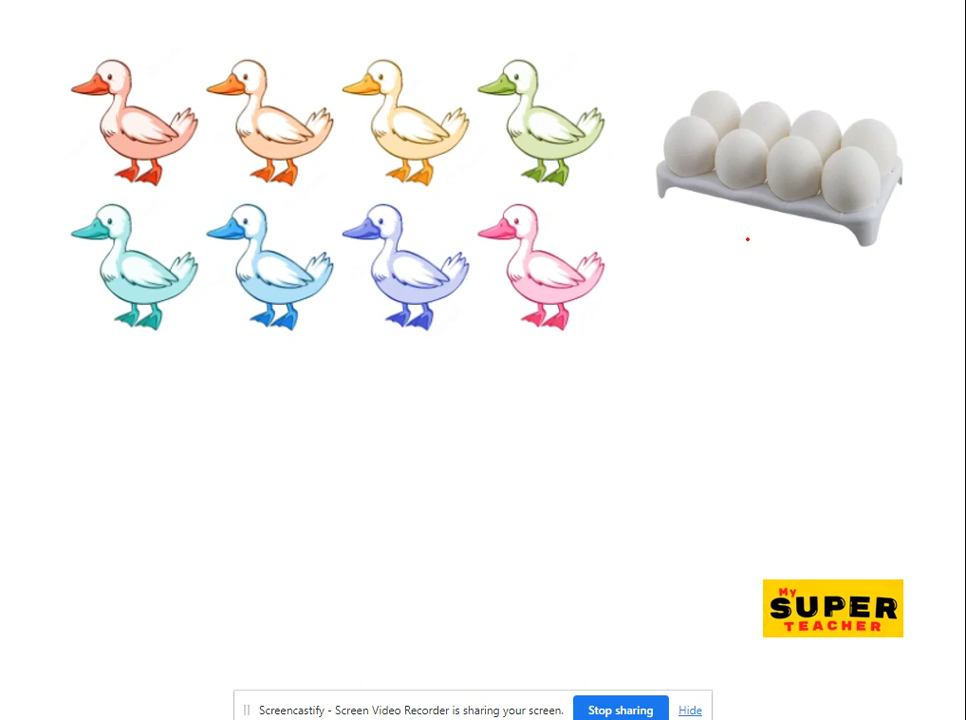 My
SUPER
TEACHER
Screencastify - Screen Video Recorder is sharing your screen.
Stop sharing
Hide